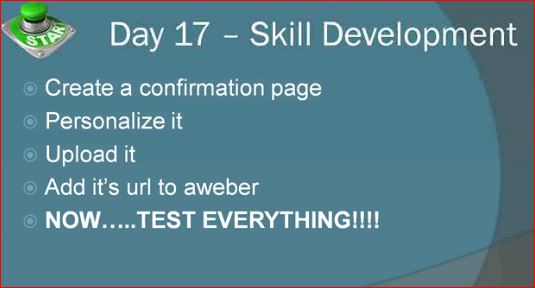 START
Day 17 – Skill Development
Create a confirmation page
Personalize it
Upload it
Add it's url to aweber
NOW…..TEST EVERYTHING!!!!